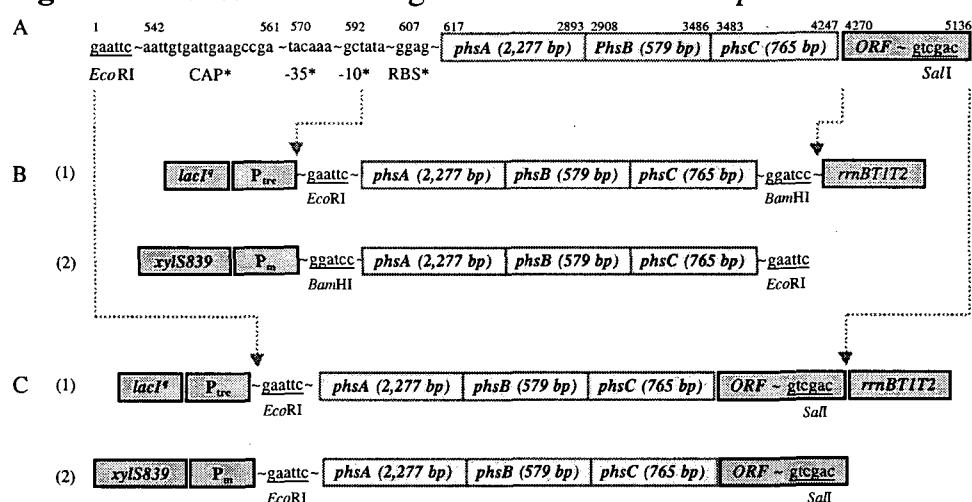 A
1 542 561 570 592 607 617 2893 2908 3486 3483 4247 4270 5136
gaattc~aattgtgattgaagccga ~tacaaa~gctata~ggag~ phsA (2,277 bp) PhsB (579 bp) phsC (765 bp) ORF ~ gtcgac
EcoRI CAP* -35* -10* RBS* SalI
B (1) lacIq Ptrc ~gaattc~ phsA (2,277 bp) phsB (579 bp) phsC (765 bp) ~ggatcc~ rrnBT1T2
EcoRI BamHI
(2) xylS839 Pm ~ggatcc~ phsA (2,277 bp) phsB (579 bp) phsC (765 bp) ~gaattc
BamHI EcoRI
C (1) lacIq Ptrc ~gaattc~ phsA (2,277 bp) phsB (579 bp) phsC (765 bp) ORF ~ gtcgac rrnBT1T2
EcoRI SalI
(2) xylS839 Pm ~gaattc~ phsA (2,277 bp) phsB (579 bp) phsC (765 bp) ORF ~ gtcgac
EcoRI SalI